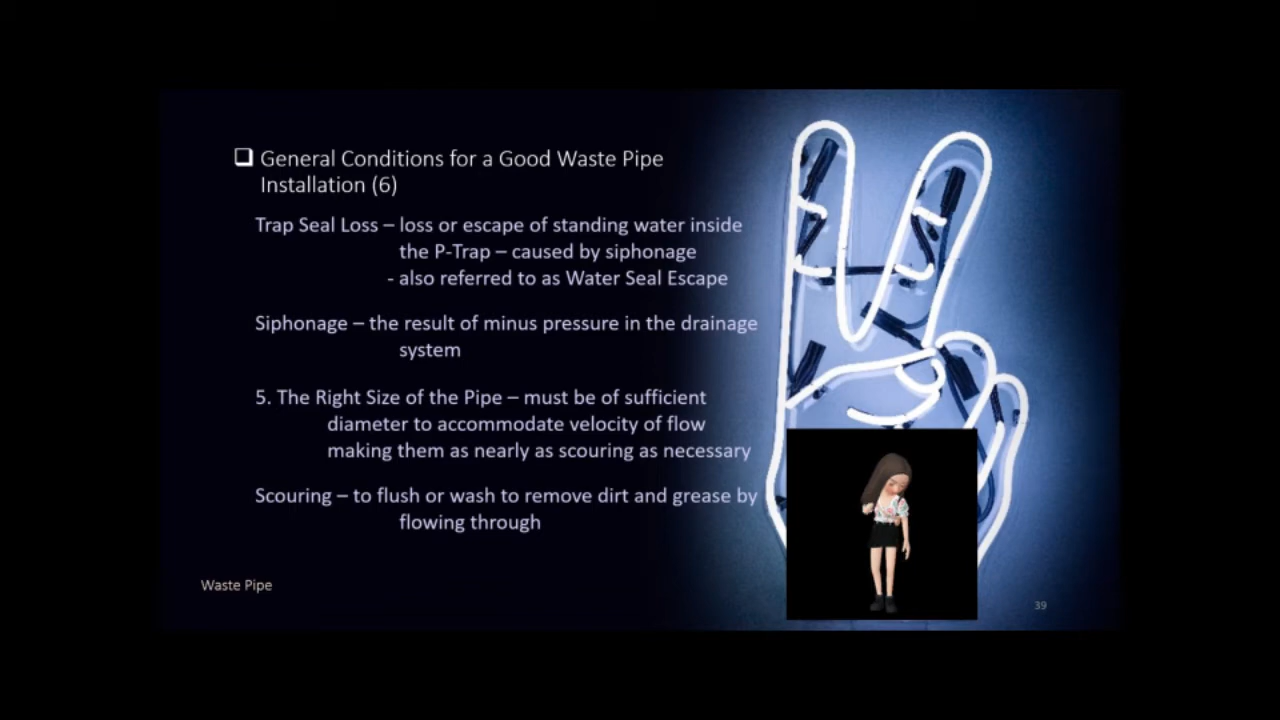 ❑ General Conditions for a Good Waste Pipe
Installation (6)
Trap Seal Loss – loss or escape of standing water inside
the P-Trap – caused by siphonage
- also referred to as Water Seal Escape
Siphonage – the result of minus pressure in the drainage
system
5. The Right Size of the Pipe – must be of sufficient
diameter to accommodate velocity of flow
making them as nearly as scouring as necessary
Scouring – to flush or wash to remove dirt and grease by
flowing through
Waste Pipe
39